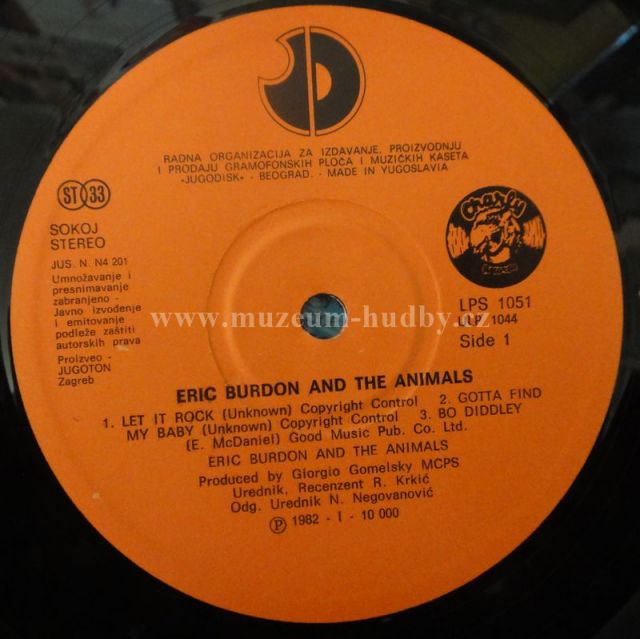 RADNA ORGANIZACIJA ZA IZDAVANJE, PROIZVODNJU
I PRODAJU GRAMOFONSKIH PLOČA I MUZIČKIH KASETA
»JUGODISK« - BEOGRAD. - MADE IN YUGOSLAVIA
ST 33
SOKOJ
STEREO
JUS. N. N4 201
Umnožavanje i
presnimavanje
zabranjeno -
Javno izvođenje
i emitovanje
podleže zaštiti
autorskih prava
Proizveo -
JUGOTON
Zagreb
Charly
LPS 1051
1044
Side 1
www.muzeum-hudby.cz
ERIC BURDON AND THE ANIMALS
1. LET IT ROCK (Unknown) Copyright Control 2. GOTTA FIND
MY BABY (Unknown) Copyright Control 3. BO DIDDLEY
(E. McDaniel) Good Music Pub. Co. Ltd.
ERIC BURDON AND THE ANIMALS
Produced by Giorgio Gomelsky MCPS
Urednik, Recenzent R. Krkić
Odg. Urednik N. Negovanović
℗ 1982 - I - 10 000